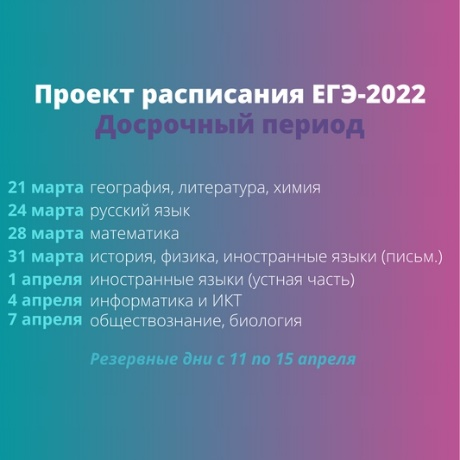 Проект расписания ЕГЭ-2022
Досрочный период
21 марта география, литература, химия
24 марта русский язык
28 марта математика
31 марта история, физика, иностранные языки (письм.)
1 апреля иностранные языки (устная часть)
4 апреля информатика и ИКТ
7 апреля обществознание, биология
Резервные дни с 11 по 15 апреля